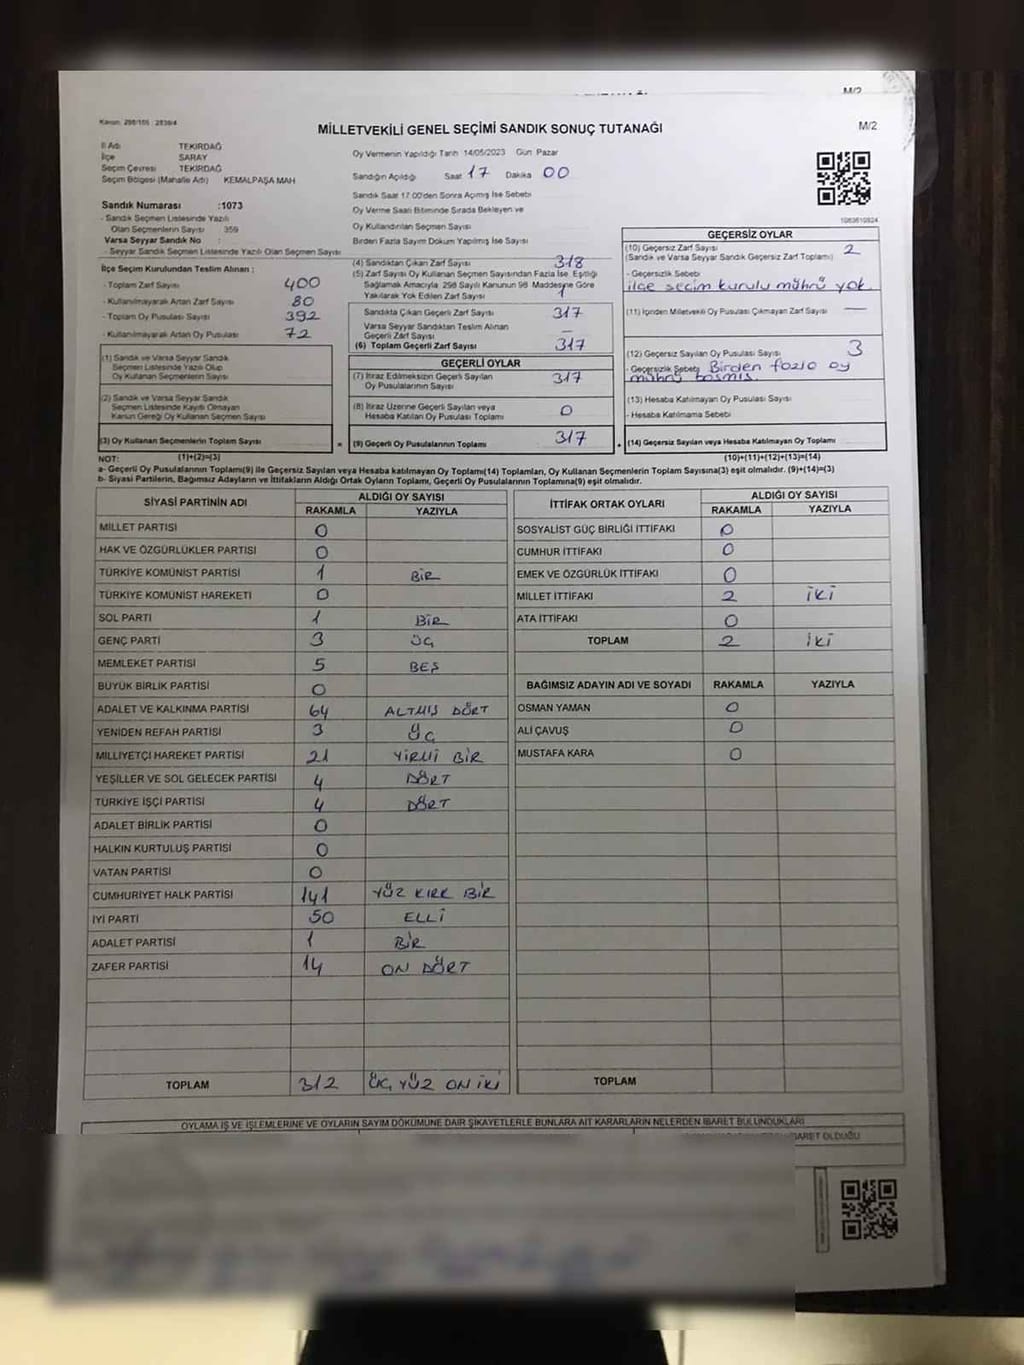 M/2
Kanun: 298/105 : 2839/4
MİLLETVEKİLİ GENEL SEÇİMİ SANDIK SONUÇ TUTANAĞI
M/2
İl Adı TEKİRDAĞ
İlçe SARAY
Seçim Çevresi TEKİRDAĞ
Seçim Bölgesi (Mahalle Adı) KEMALPAŞA MAH
Oy Vermenin Yapıldığı Tarih 14/05/2023 Gün Pazar
Sandığın Açıldığı Saat 17 Dakika 00
Sandık Saat 17 00'den Sonra Açımış İse Sebebi
Oy Verme Saati Bitiminde Sırada Bekleyen ve
Oy Kullandırılan Seçmen Sayısı
Birden Fazla Sayım Döküm Yapılmış İse Sayısı
Sandık Numarası :1073
- Sandık Seçmen Listesinde Yazılı
Olan Seçmenlerin Sayısı : 359
Varsa Seyyar Sandık No :
- Seyyar Sandık Seçmen Listesinde Yazılı Olan Seçmen Sayısı
İlçe Seçim Kurulundan Teslim Alınan :
- Toplam Zarf Sayısı 400
- Kullanılmayarak Artan Zarf Sayısı 80
- Toplam Oy Pusulası Sayısı 392
- Kullanılmayarak Artan Oy Pusulası 72
(1) Sandık ve Varsa Seyyar Sandık
Seçmen Listesinde Yazılı Olup
Oy Kullanan Seçmenlerin Sayısı
(2) Sandık ve Varsa Seyyar Sandık
Seçmen Listesinde Kayıtlı Olmayan
Kanun Gereği Oy Kullanan Seçmen Sayısı
(3) Oy Kullanan Seçmenlerin Toplam Sayısı =
(4) Sandıktan Çıkan Zarf Sayısı 318
(5) Zarf Sayısı Oy Kullanan Seçmen Sayısından Fazla İse, Eşitliği
Sağlamak Amacıyla 298 Sayılı Kanunun 98 Maddesine Göre
Yakılarak Yok Edilen Zarf Sayısı 1
Sandıkta Çıkan Geçerli Zarf Sayısı 317
Varsa Seyyar Sandıktan Teslim Alınan
Geçerli Zarf Sayısı —
(6) Toplam Geçerli Zarf Sayısı 317
GEÇERLİ OYLAR
(7) İtiraz Edilmeksizin Geçerli Sayılan
Oy Pusulalarının Sayısı 317
(8) İtiraz Üzerine Geçerli Sayılan veya
Hesaba Katılan Oy Pusulası Toplamı 0
(9) Geçerli Oy Pusulalarının Toplamı 317 +
GEÇERSİZ OYLAR
(10) Geçersiz Zarf Sayısı
(Sandık ve Varsa Seyyar Sandık Geçersiz Zarf Toplamı) 2
- Geçersizlik Sebebi
ilçe seçim kurulu mührü yok.
(11) İçinden Milletvekili Oy Pusulası Çıkmayan Zarf Sayısı —
(12) Geçersiz Sayılan Oy Pusulası Sayısı 3
- Geçersizlik Sebebi Birden fazla oy
mührü basmış.
(13) Hesaba Katılmayan Oy Pusulası Sayısı
- Hesaba Katılmama Sebebi
(14) Geçersiz Sayılan veya Hesaba Katılmayan Oy Pusulası Toplamı
NOT: (1)+(2)=(3) (10)+(11)+(12)+(13)=(14)
a- Geçerli Oy Pusulalarının Toplamı(9) ile Geçersiz Sayılan veya Hesaba katılmayan Oy Toplamı(14) Toplamları, Oy Kullanan Seçmenlerin Toplam Sayısına(3) eşit olmalıdır. (9)+(14)=(3)
b- Siyasi Partilerin, Bağımsız Adayların ve İttifakların Aldığı Ortak Oyların Toplamı, Geçerli Oy Pusulalarının Toplamına(9) eşit olmalıdır.
SİYASİ PARTİNİN ADI ALDIĞI OY SAYISI
RAKAMLA YAZIYLA
MİLLET PARTİSİ 0
HAK VE ÖZGÜRLÜKLER PARTİSİ 0
TÜRKİYE KOMÜNİST PARTİSİ 1 BİR
TÜRKİYE KOMÜNİST HAREKETİ 0
SOL PARTİ 1 BİR
GENÇ PARTİ 3 ÜÇ
MEMLEKET PARTİSİ 5 BEŞ
BÜYÜK BİRLİK PARTİSİ 0
ADALET VE KALKINMA PARTİSİ 64 ALTMIŞ DÖRT
YENİDEN REFAH PARTİSİ 3 ÜÇ
MİLLİYETÇİ HAREKET PARTİSİ 21 YİRMİ BİR
YEŞİLLER VE SOL GELECEK PARTİSİ 4 DÖRT
TÜRKİYE İŞÇİ PARTİSİ 4 DÖRT
ADALET BİRLİK PARTİSİ 0
HALKIN KURTULUŞ PARTİSİ 0
VATAN PARTİSİ 0
CUMHURİYET HALK PARTİSİ 141 YÜZ KIRK BİR
İYİ PARTİ 50 ELLİ
ADALET PARTİSİ 1 BİR
ZAFER PARTİSİ 14 ON DÖRT
TOPLAM 312 ÜÇ YÜZ ON İKİ
İTTİFAK ORTAK OYLARI ALDIĞI OY SAYISI
RAKAMLA YAZIYLA
SOSYALİST GÜÇ BİRLİĞİ İTTİFAKI 0
CUMHUR İTTİFAKI 0
EMEK VE ÖZGÜRLÜK İTTİFAKI 0
MİLLET İTTİFAKI 2 İKİ
ATA İTTİFAKI 0
TOPLAM 2 İKİ
BAĞIMSIZ ADAYIN ADI VE SOYADI RAKAMLA YAZIYLA
OSMAN YAMAN 0
ALİ ÇAVUŞ 0
MUSTAFA KARA 0
TOPLAM
OYLAMA İŞ VE İŞLEMLERİNE VE OYLARIN SAYIM DÖKÜMÜNE DAİR ŞİKAYETLERLE BUNLARA AİT KARARLARIN NELERDEN İBARET BULUNDUKLARI